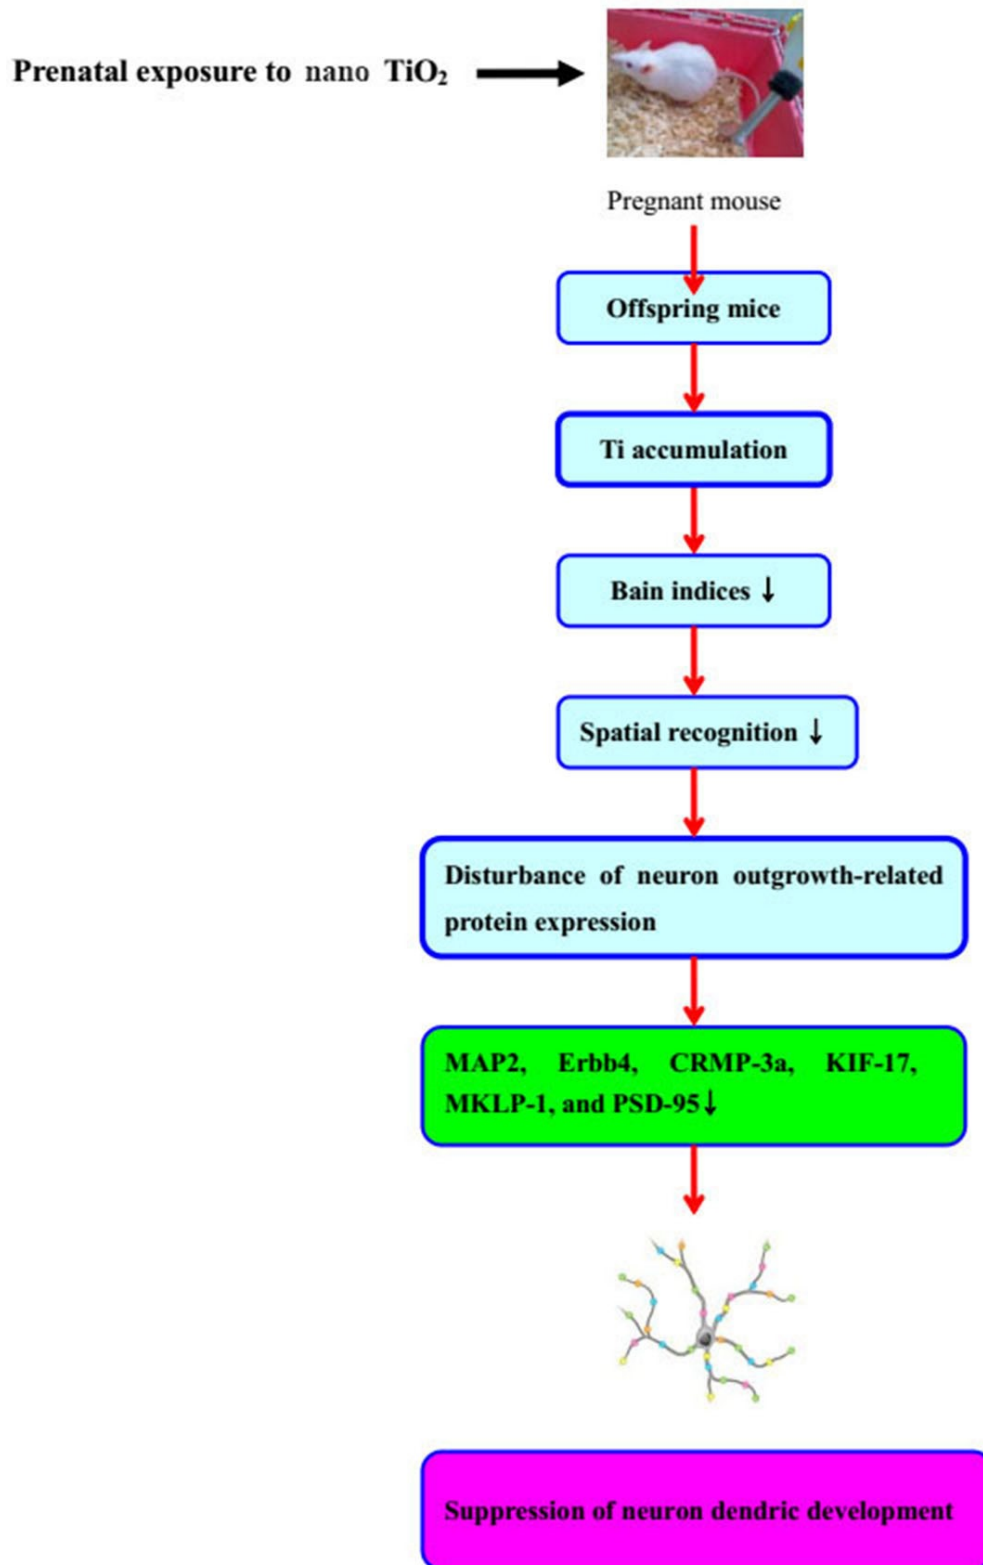 Prenatal exposure to nano TiO₂
Pregnant mouse
Offspring mice
Ti accumulation
Bain indices ↓
Spatial recognition ↓
Disturbance of neuron outgrowth-related
protein expression
MAP2, Erbb4, CRMP-3a, KIF-17,
MKLP-1, and PSD-95↓
Suppression of neuron dendric development